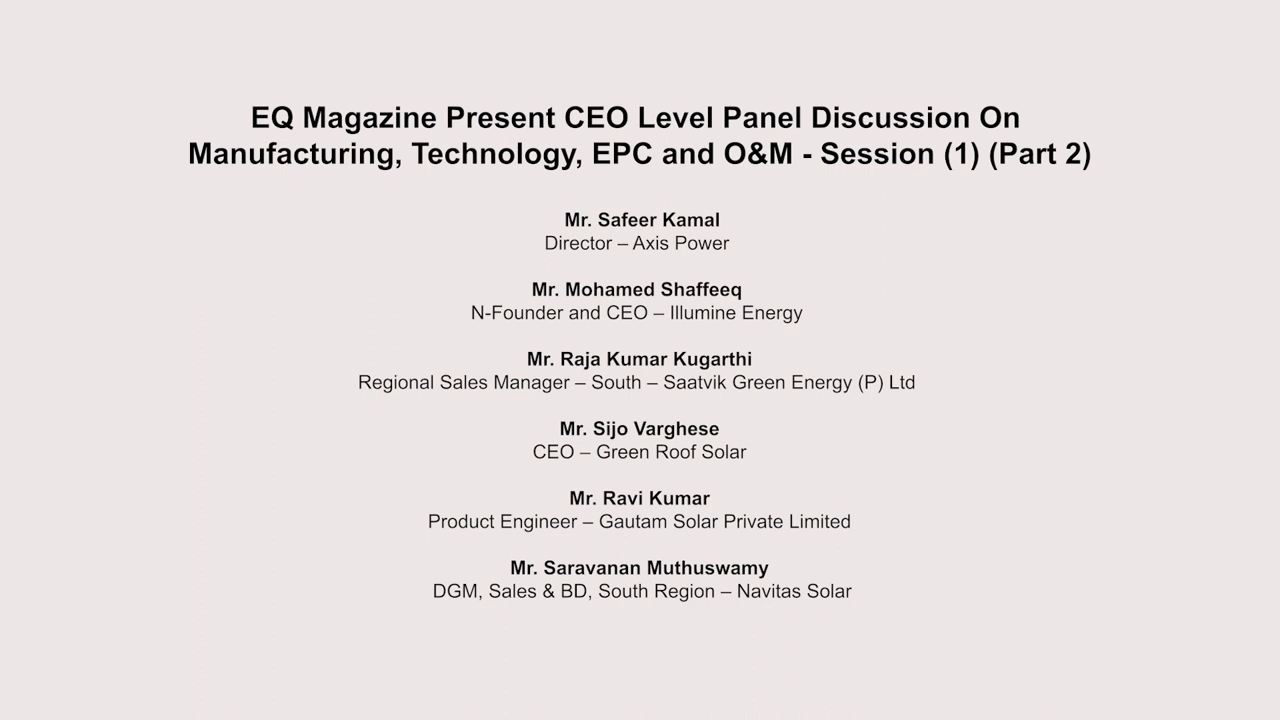 EQ Magazine Present CEO Level Panel Discussion On
Manufacturing, Technology, EPC and O&M - Session (1) (Part 2)
Mr. Safeer Kamal
Director – Axis Power
Mr. Mohamed Shaffeeq
N-Founder and CEO – Illumine Energy
Mr. Raja Kumar Kugarthi
Regional Sales Manager – South – Saatvik Green Energy (P) Ltd
Mr. Sijo Varghese
CEO – Green Roof Solar
Mr. Ravi Kumar
Product Engineer – Gautam Solar Private Limited
Mr. Saravanan Muthuswamy
DGM, Sales & BD, South Region – Navitas Solar